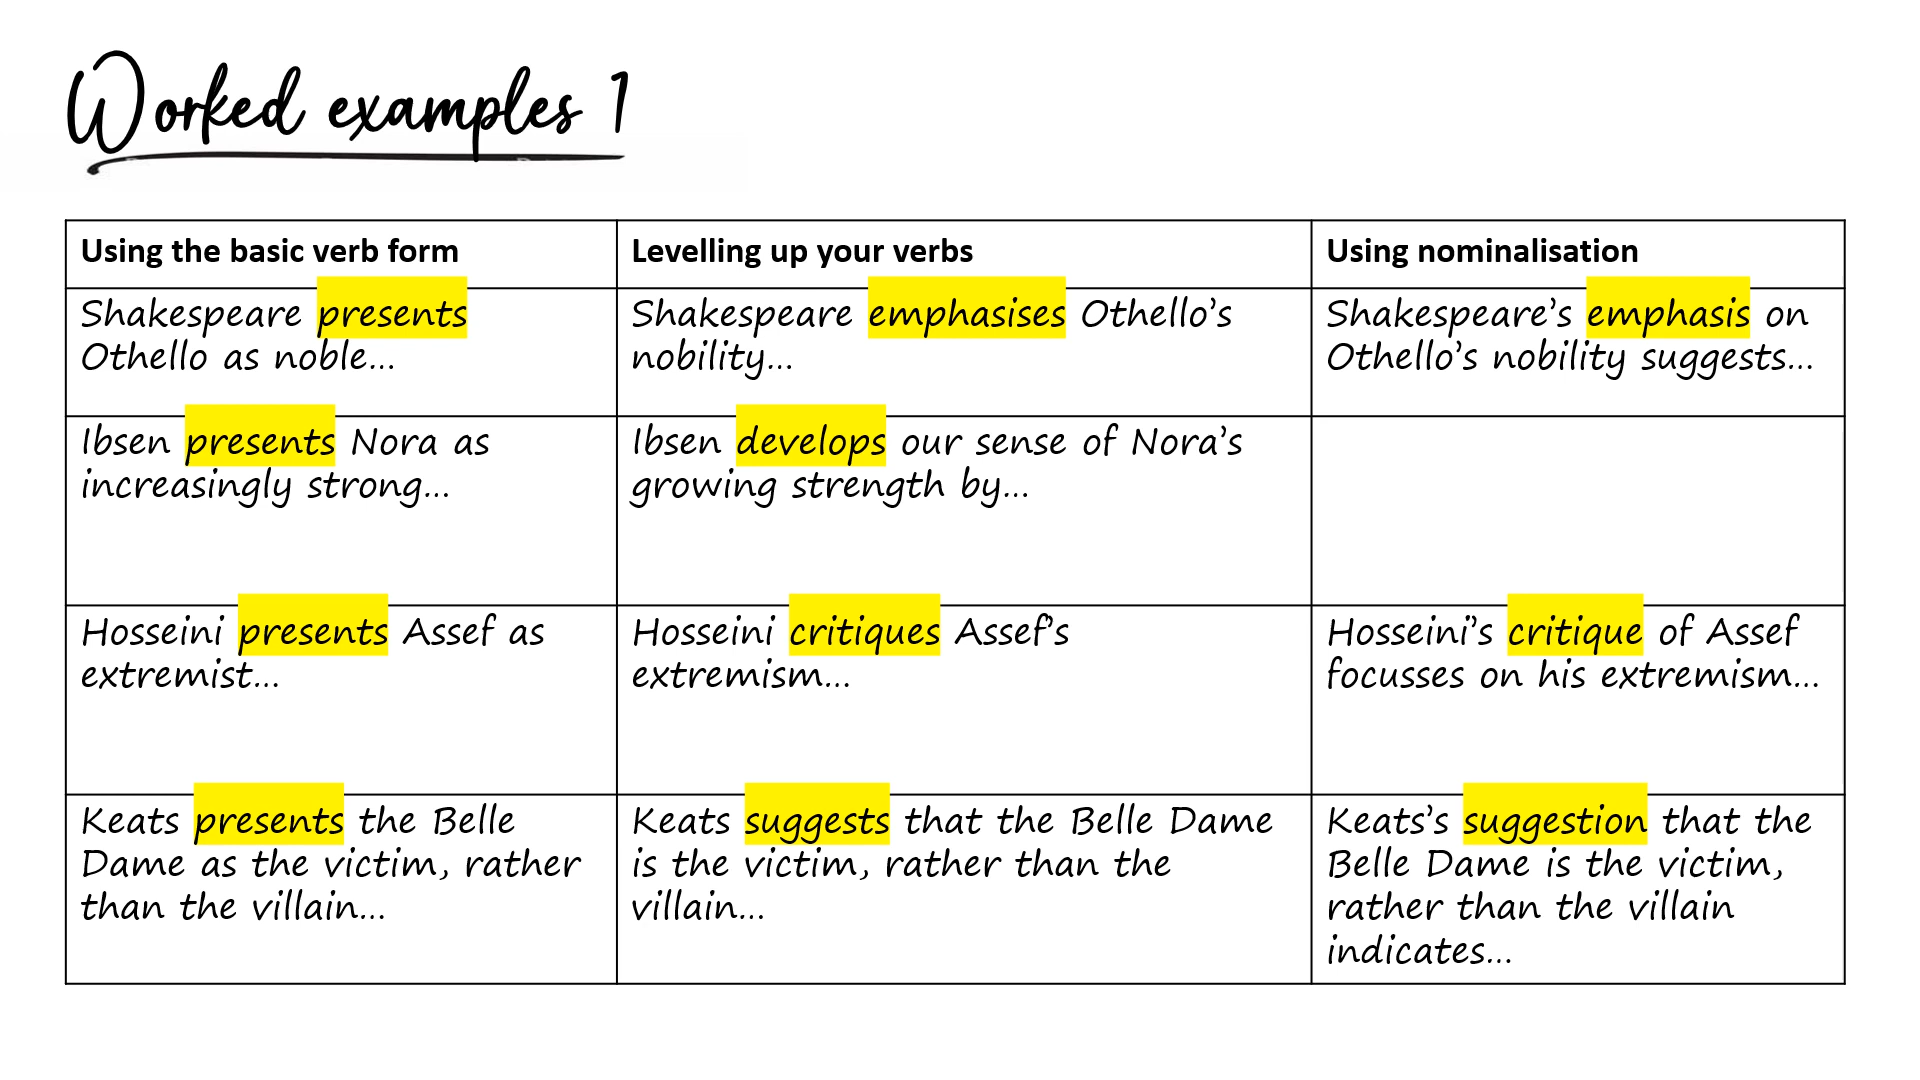 Worked examples 1
Using the basic verb form
Levelling up your verbs
Using nominalisation
Shakespeare presents
Othello as noble…
Shakespeare emphasises Othello’s
nobility…
Shakespeare’s emphasis on
Othello’s nobility suggests…
Ibsen presents Nora as
increasingly strong…
Ibsen develops our sense of Nora’s
growing strength by…
Hosseini presents Assef as
extremist…
Hosseini critiques Assef’s
extremism…
Hosseini’s critique of Assef
focusses on his extremism…
Keats presents the Belle
Dame as the victim, rather
than the villain…
Keats suggests that the Belle Dame
is the victim, rather than the
villain…
Keats’s suggestion that the
Belle Dame is the victim,
rather than the villain
indicates…